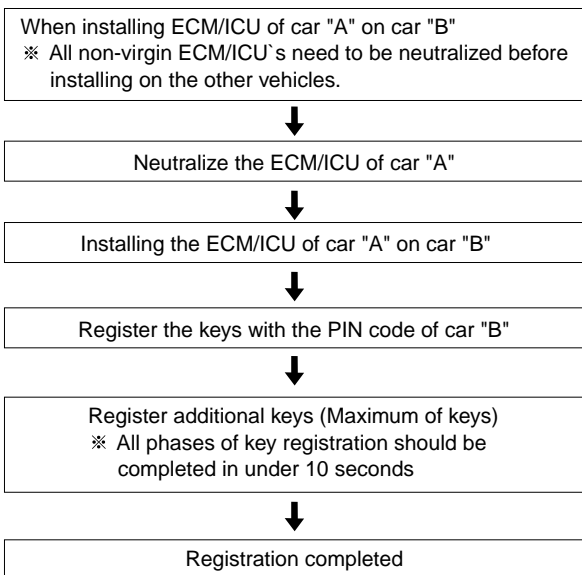 When installing ECM/ICU of car "A" on car "B"
※ All non-virgin ECM/ICU`s need to be neutralized before
installing on the other vehicles.
Neutralize the ECM/ICU of car "A"
Installing the ECM/ICU of car "A" on car "B"
Register the keys with the PIN code of car "B"
Register additional keys (Maximum of keys)
※ All phases of key registration should be
completed in under 10 seconds
Registration completed